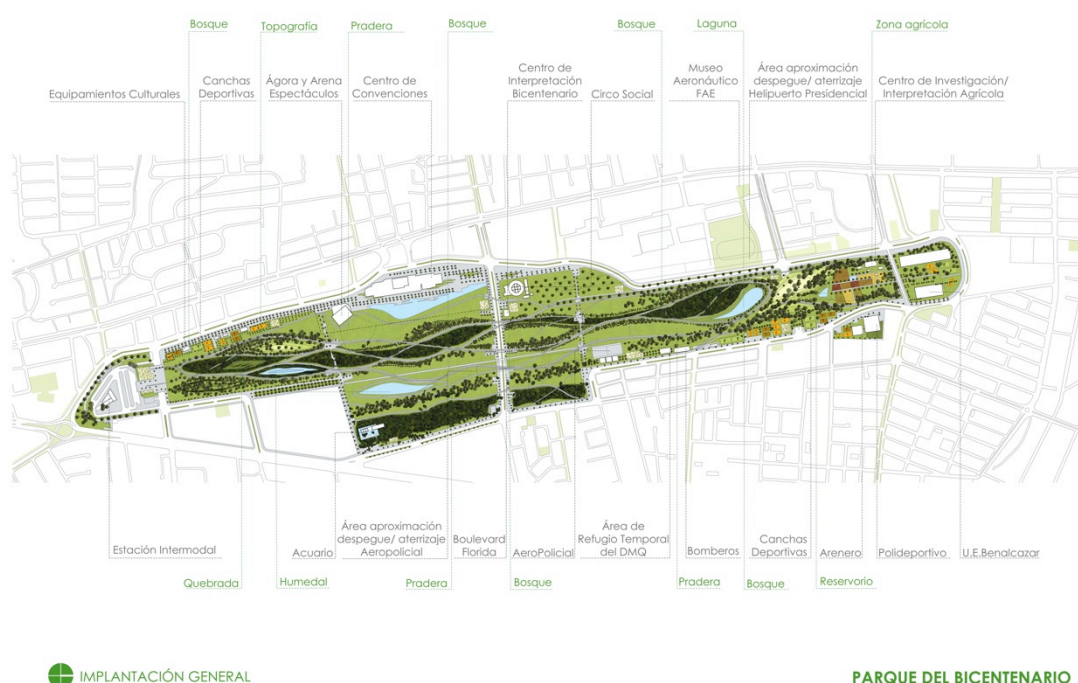 Bosque
Topografía
Pradera
Bosque
Bosque
Laguna
Zona agrícola
Equipamientos Culturales
Canchas
Deportivas
Ágora y Arena
Espectáculos
Centro de
Convenciones
Centro de
Interpretación
Bicentenario
Circo Social
Museo
Aeronáutico
FAE
Área aproximación
despegue/ aterrizaje
Helipuerto Presidencial
Centro de Investigación/
Interpretación Agrícola
Estación Intermodal
Acuario
Área aproximación
despegue/ aterrizaje
Aeropolicial
Boulevard
Florida
AeroPolicial
Área de
Refugio Temporal
del DMQ
Bomberos
Canchas
Deportivas
Arenero
Polideportivo
U.E.Benalcazar
Quebrada
Humedal
Pradera
Bosque
Pradera
Bosque
Reservorio
IMPLANTACIÓN GENERAL
PARQUE DEL BICENTENARIO